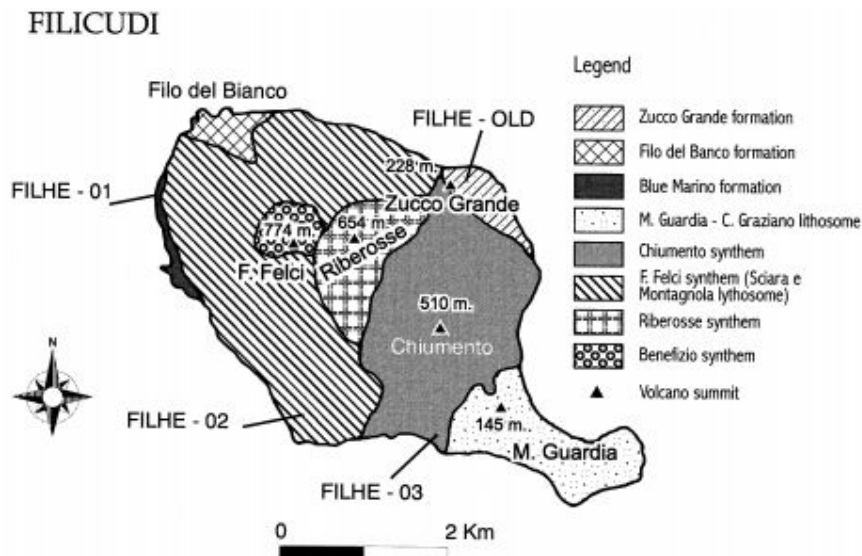 FILICUDI
Filo del Bianco
FILHE - OLD
FILHE - 01
228 m.
Zucco Grande
774 m.
654 m.
F. Felci
Riberosse
510 m.
Chiumento
N
FILHE - 02
145 m.
M. Guardia
FILHE - 03
0
2 Km
Legend
Zucco Grande formation
Filo del Banco formation
Blue Marino formation
M. Guardia - C. Graziano lithosome
Chiumento synthem
F. Felci synthem (Sciara e
Montagnola lythosome)
Riberosse synthem
Benefizio synthem
Volcano summit